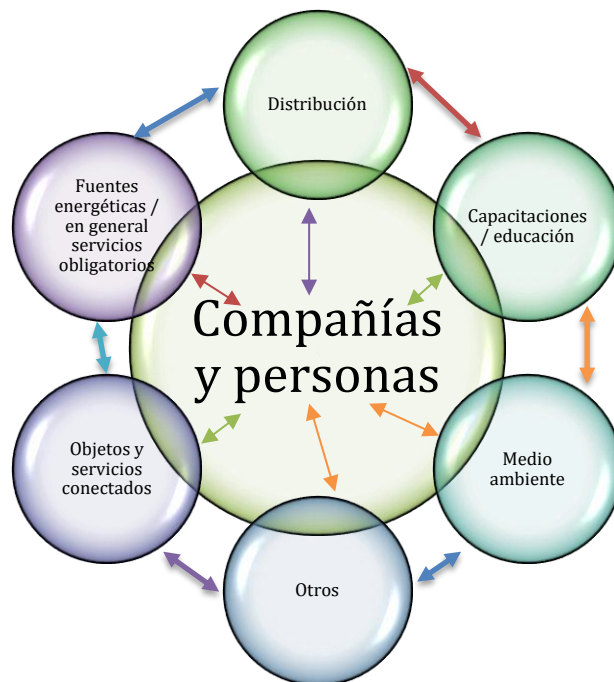 Distribución
Fuentes
energéticas /
en general
servicios
obligatorios
Capacitaciones
/ educación
Compañías
y personas
Objetos y
servicios
conectados
Medio
ambiente
Otros